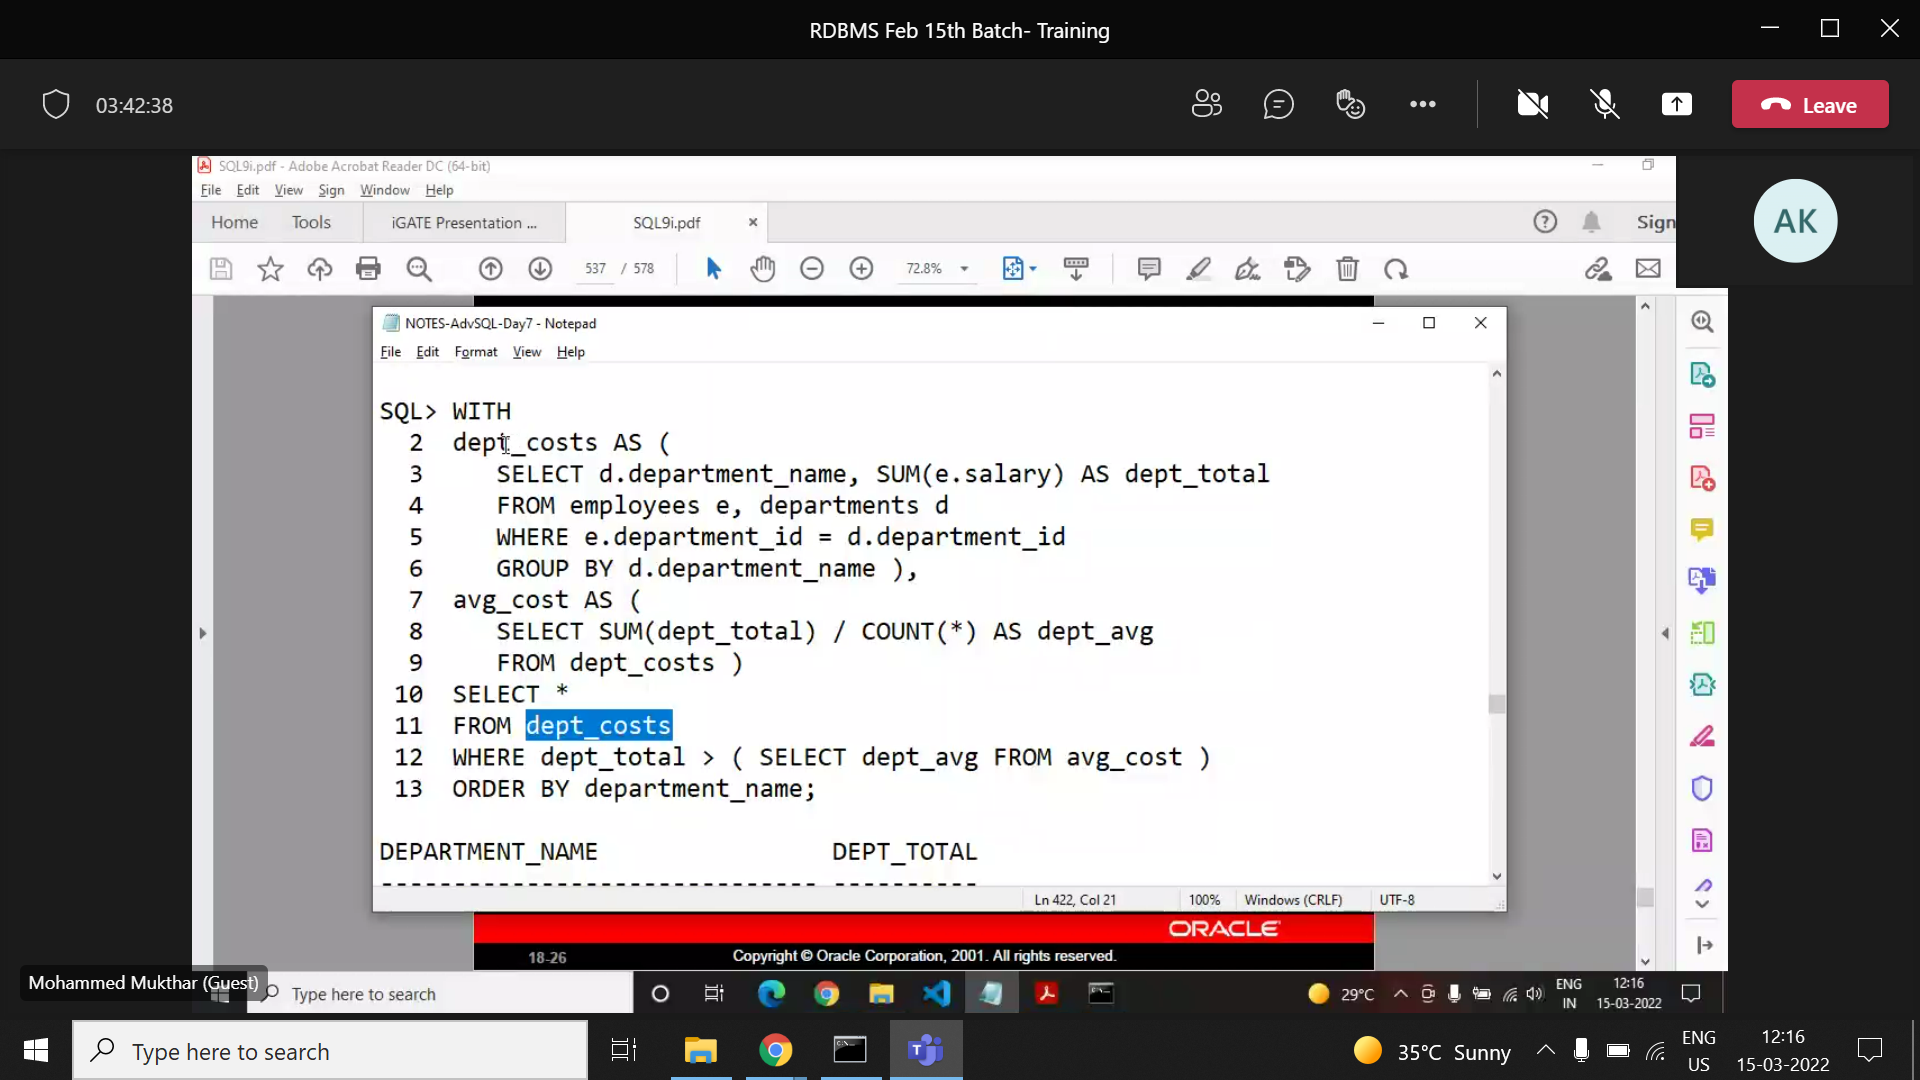 RDBMS Feb 15th Batch- Training
03:42:38
Leave
SQL9i.pdf - Adobe Acrobat Reader DC (64-bit)
File Edit View Sign Window Help
Home Tools iGATE Presentation ... SQL9i.pdf × Sign
AK
537 / 578 72.8%
NOTES-AdvSQL-Day7 - Notepad
File Edit Format View Help
SQL> WITH
2 dept_costs AS (
3 SELECT d.department_name, SUM(e.salary) AS dept_total
4 FROM employees e, departments d
5 WHERE e.department_id = d.department_id
6 GROUP BY d.department_name ),
7 avg_cost AS (
8 SELECT SUM(dept_total) / COUNT(*) AS dept_avg
9 FROM dept_costs )
10 SELECT *
11 FROM dept_costs
12 WHERE dept_total > ( SELECT dept_avg FROM avg_cost )
13 ORDER BY department_name;
DEPARTMENT_NAME DEPT_TOTAL
------------------------------ ----------
Ln 422, Col 21 100% Windows (CRLF) UTF-8
ORACLE
18-26 Copyright © Oracle Corporation, 2001. All rights reserved.
Mohammed Mukthar (Guest)
Type here to search 29°C ENG IN 12:16 15-03-2022
Type here to search 35°C Sunny ENG US 12:16 15-03-2022